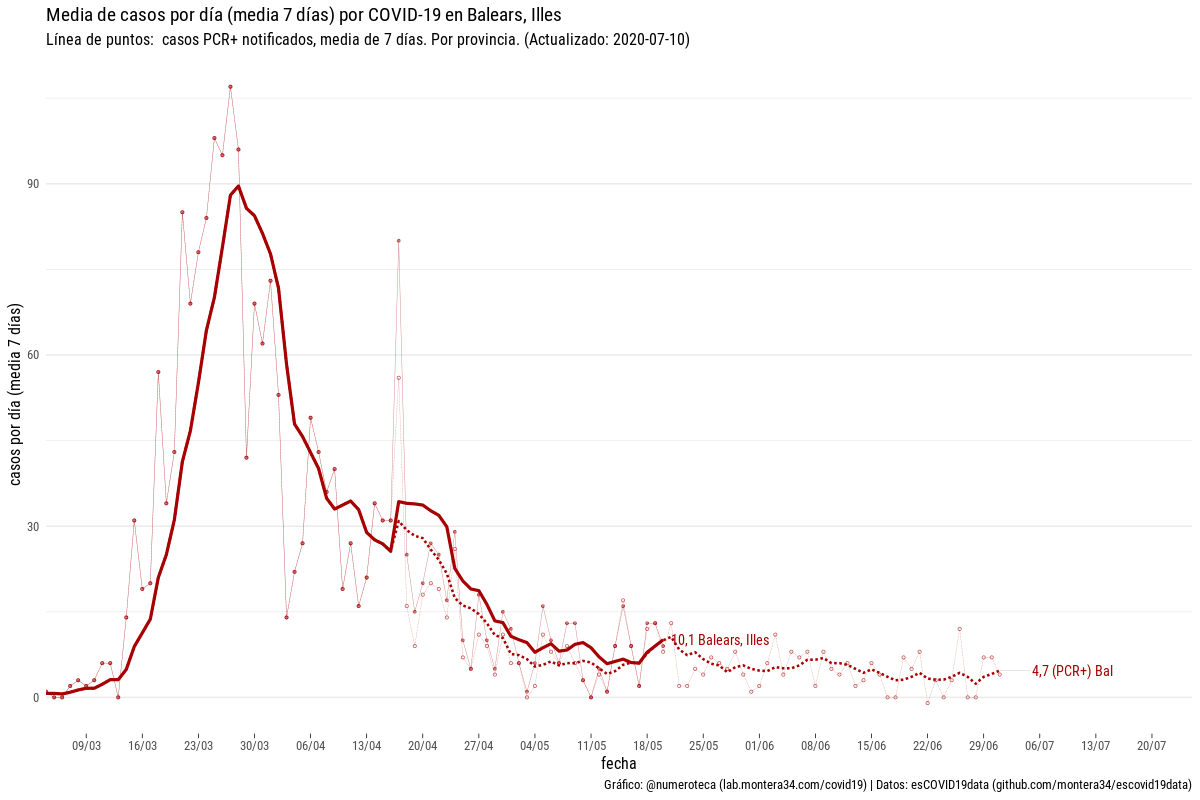 Media de casos por día (media 7 días) por COVID-19 en Balears, Illes
Línea de puntos:  casos PCR+ notificados, media de 7 días. Por provincia. (Actualizado: 2020-07-10)
casos por día (media 7 días)
90
60
30
0
10,1 Balears, Illes
4,7 (PCR+) Bal
09/03 16/03 23/03 30/03 06/04 13/04 20/04 27/04 04/05 11/05 18/05 25/05 01/06 08/06 15/06 22/06 29/06 06/07 13/07 20/07
fecha
Gráfico: @numeroteca (lab.montera34.com/covid19) | Datos: esCOVID19data (github.com/montera34/escovid19data)